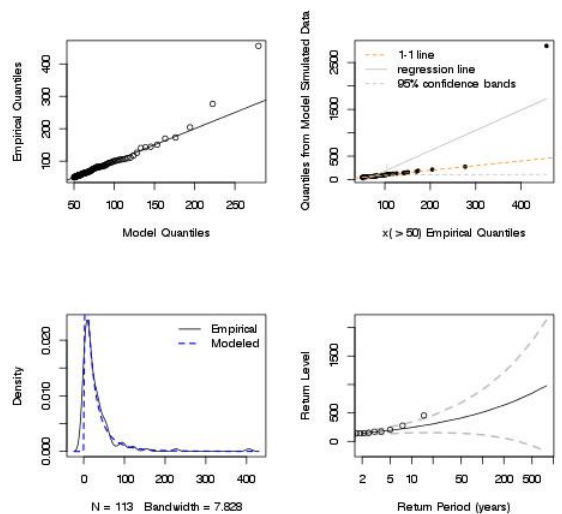 Empirical Quantiles
100
200
300
400
50
100
150
200
250
Model Quantiles
Quantiles from Model Simulated Data
0
500
1500
2500
1-1 line
regression line
95% confidence bands
100
200
300
400
x( > 50) Empirical Quantiles
Density
0.000
0.010
0.020
Empirical
Modeled
0
100
200
300
400
N = 113 Bandwidth = 7.828
Return Level
0
500
1500
2
5
10
50
200
500
Return Period (years)